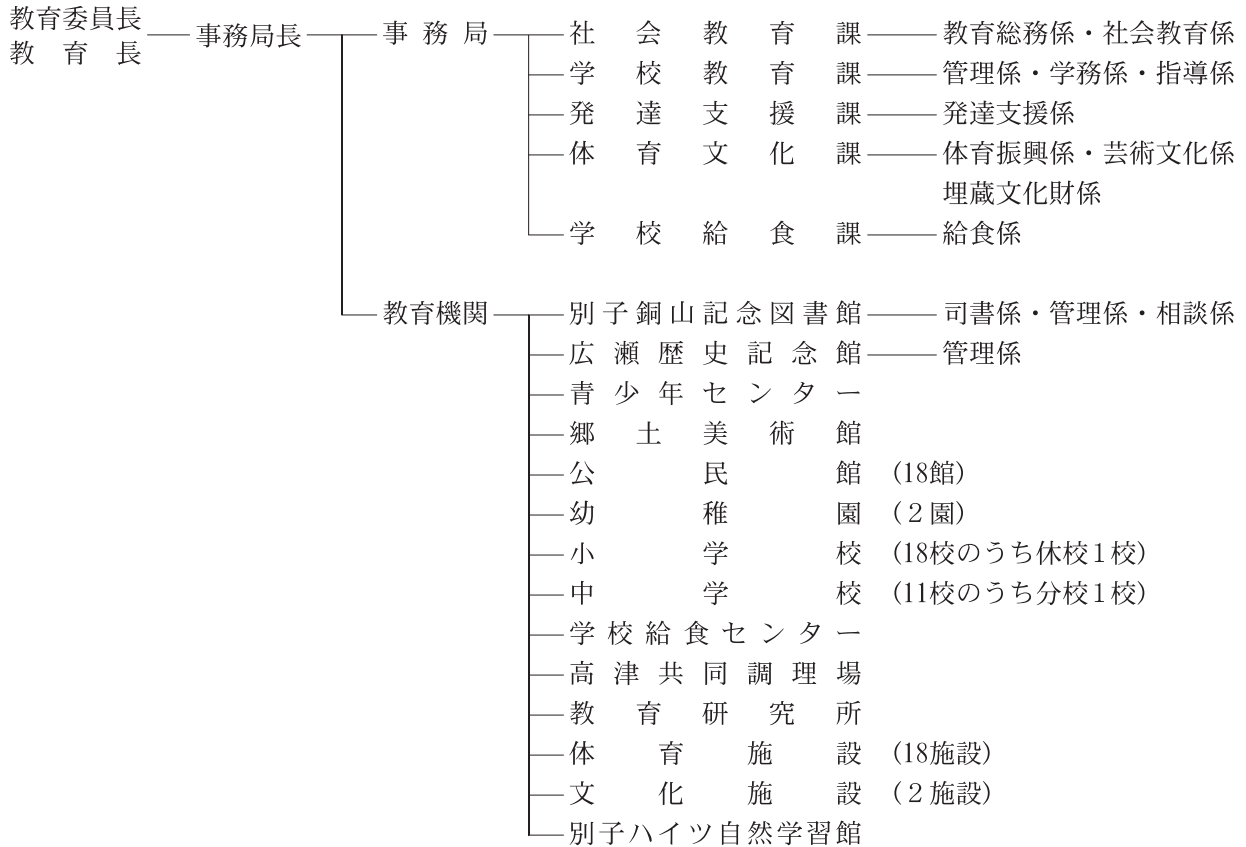 教育委員長
教育長
事務局長
事務局
社会教育課 教育総務係・社会教育係
学校教育課 管理係・学務係・指導係
発達支援課 発達支援係
体育文化課 体育振興係・芸術文化係
埋蔵文化財係
学校給食課 給食係
教育機関
別子銅山記念図書館 司書係・管理係・相談係
広瀬歴史記念館 管理係
青少年センター
郷土美術館
公民館 (18館)
幼稚園 (2園)
小学校 (18校のうち休校1校)
中学校 (11校のうち分校1校)
学校給食センター
高津共同調理場
教育研究所
体育施設 (18施設)
文化施設 (2施設)
別子ハイツ自然学習館